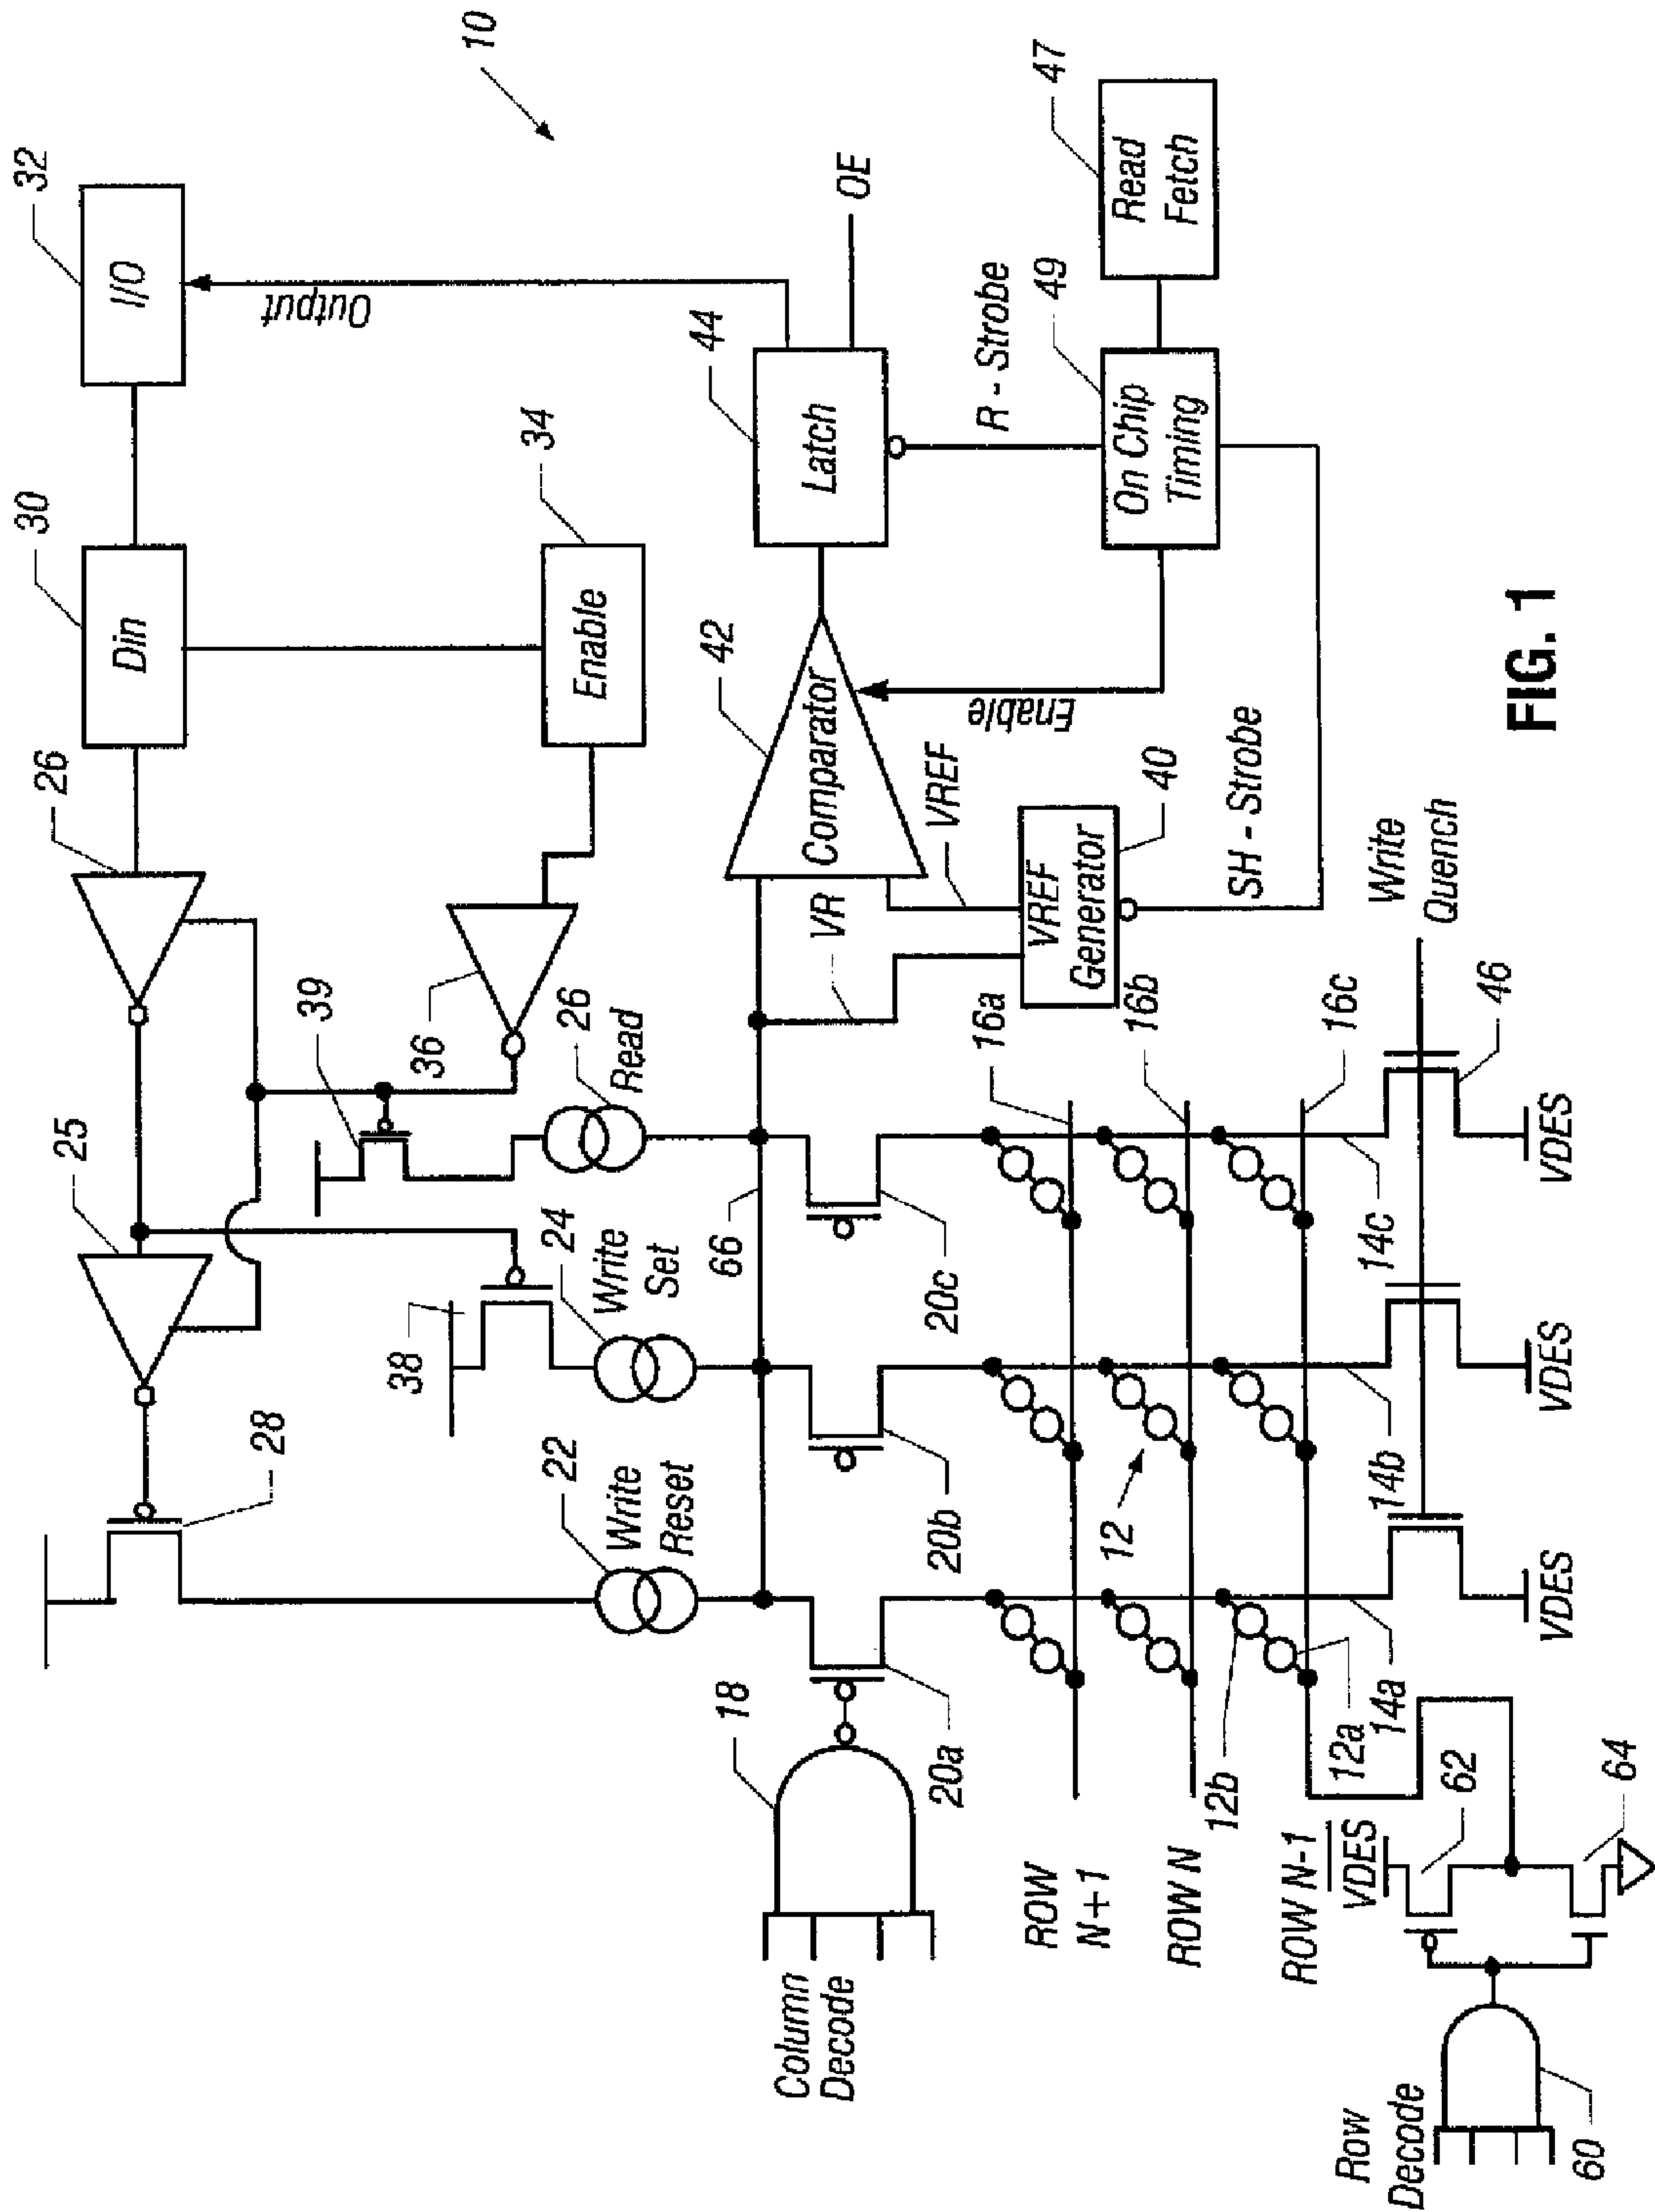 10
32
I/O
30
Din
26
25
28
Output
34
Enable
36
39
38
26
Read
24
Write
Set
22
Write
Reset
44
Latch
OE
42
Comparator
Enable
VREF
VR
VREF
Generator
40
SH - Strobe
R - Strobe
49
On Chip
Timing
47
Read
Fetch
66
18
Column
Decode
20a
20b
20c
16a
16b
16c
ROW
N+1
ROW N
ROW N-1
12
12b
12a
14a
14b
14c
Write
Quench
46
VDES
VDES
VDES
VDES
62
64
Row
Decode
60
FIG. 1